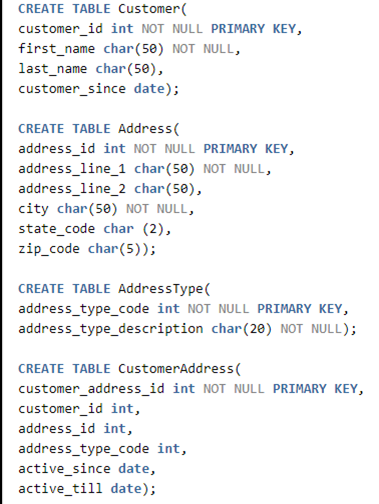 CREATE TABLE Customer(
customer_id int NOT NULL PRIMARY KEY,
first_name char(50) NOT NULL,
last_name char(50),
customer_since date);
CREATE TABLE Address(
address_id int NOT NULL PRIMARY KEY,
address_line_1 char(50) NOT NULL,
address_line_2 char(50),
city char(50) NOT NULL,
state_code char (2),
zip_code char(5));
CREATE TABLE AddressType(
address_type_code int NOT NULL PRIMARY KEY,
address_type_description char(20) NOT NULL);
CREATE TABLE CustomerAddress(
customer_address_id int NOT NULL PRIMARY KEY,
customer_id int,
address_id int,
address_type_code int,
active_since date,
active_till date);